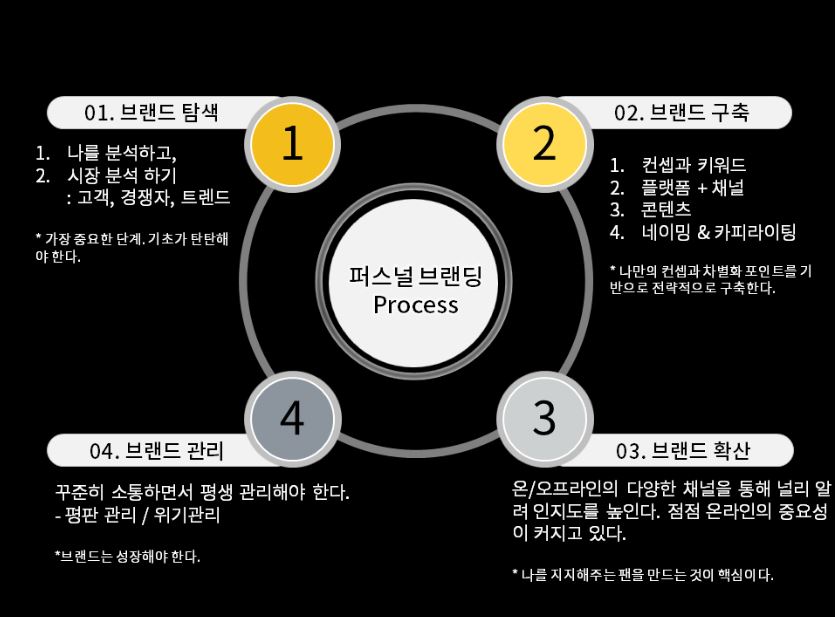 01. 브랜드 탐색
1
1. 나를 분석하고,
2. 시장 분석 하기
: 고객, 경쟁자, 트렌드
* 가장 중요한 단계. 기초가 탄탄해
야 한다.
2
02. 브랜드 구축
1. 컨셉과 키워드
2. 플랫폼 + 채널
3. 콘텐츠
4. 네이밍 & 카피라이팅
* 나만의 컨셉과 차별화 포인트를 기
반으로 전략적으로 구축한다.
퍼스널 브랜딩
Process
3
03. 브랜드 확산
온/오프라인의 다양한 채널을 통해 널리 알
려 인지도를 높인다. 점점 온라인의 중요성
이 커지고 있다.
* 나를 지지해주는 팬을 만드는 것이 핵심이다.
4
04. 브랜드 관리
꾸준히 소통하면서 평생 관리해야 한다.
- 평판 관리 / 위기관리
*브랜드는 성장해야 한다.